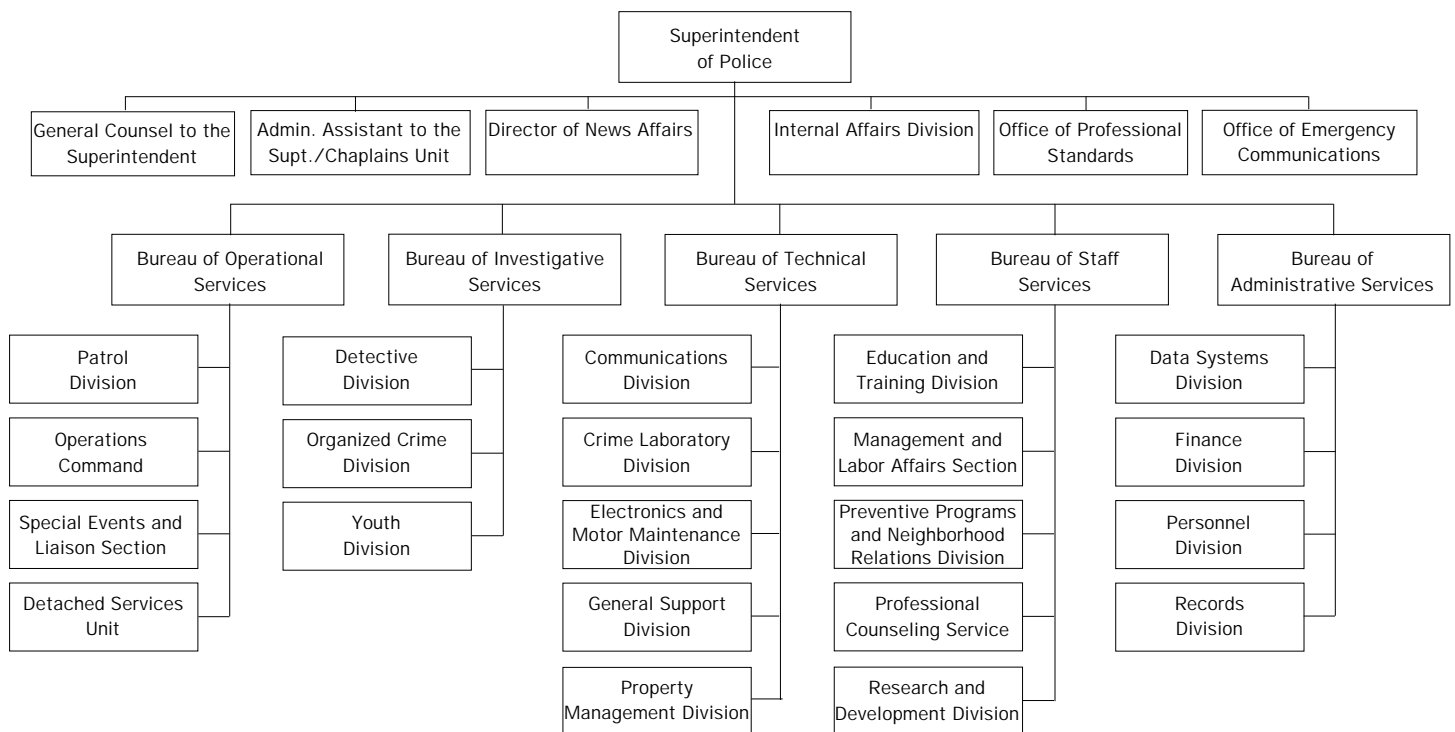 Superintendent
of Police
General Counsel to the
Superintendent
Admin. Assistant to the
Supt./Chaplains Unit
Director of News Affairs
Internal Affairs Division
Office of Professional
Standards
Office of Emergency
Communications
Bureau of Operational
Services
Bureau of Investigative
Services
Bureau of Technical
Services
Bureau of Staff
Services
Bureau of
Administrative Services
Patrol
Division
Operations
Command
Special Events and
Liaison Section
Detached Services
Unit
Detective
Division
Organized Crime
Division
Youth
Division
Communications
Division
Crime Laboratory
Division
Electronics and
Motor Maintenance
Division
General Support
Division
Property
Management Division
Education and
Training Division
Management and
Labor Affairs Section
Preventive Programs
and Neighborhood
Relations Division
Professional
Counseling Service
Research and
Development Division
Data Systems
Division
Finance
Division
Personnel
Division
Records
Division